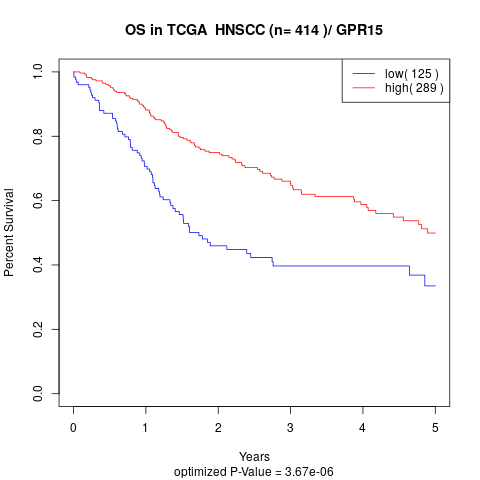 OS in TCGA  HNSCC (n= 414 )/ GPR15
low( 125 )
high( 289 )
Percent Survival
1.0
0.8
0.6
0.4
0.2
0.0
0 1 2 3 4 5
Years
optimized P-Value = 3.67e-06